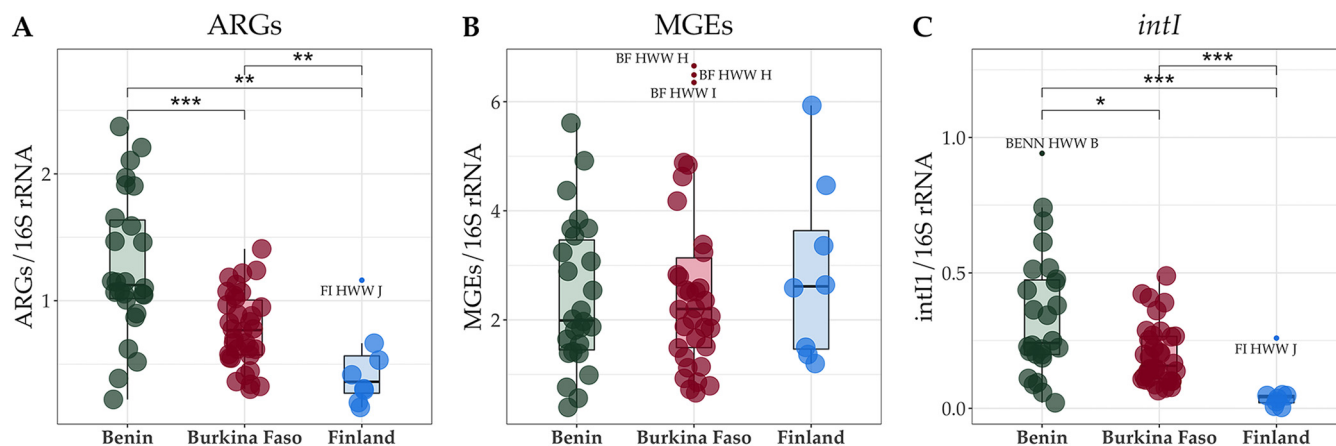 A
ARGs
ARGs / 16S rRNA
2
1
**
**
***
FI HWW J
Benin
Burkina Faso
Finland
B
MGEs
MGEs / 16S rRNA
6
4
2
BF HWW H
BF HWW H
BF HWW I
Benin
Burkina Faso
Finland
C
intI
intI1 / 16S rRNA
1.0
0.5
0.0
***
***
*
BENN HWW B
FI HWW J
Benin
Burkina Faso
Finland